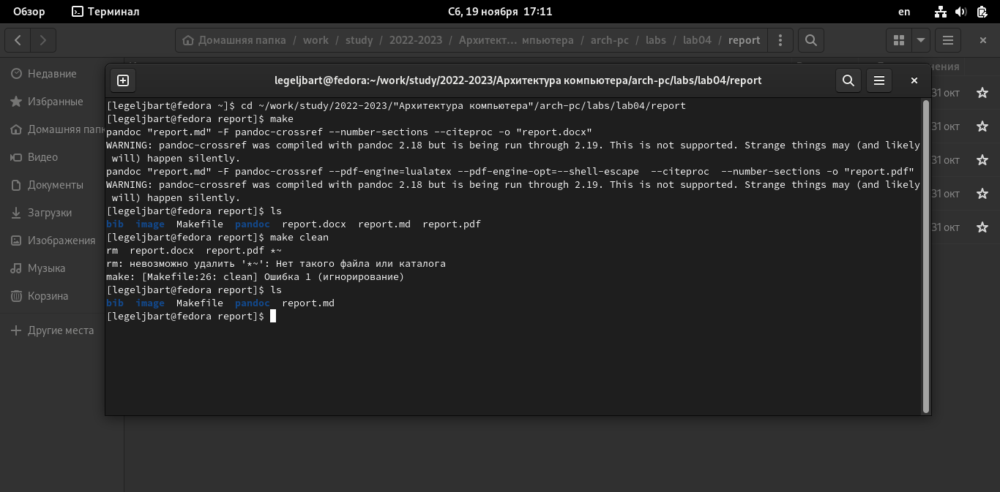 Обзор Терминал Сб, 19 ноября 17:11 en
Домашняя папка / work / study / 2022-2023 / Архитект… мпьютера / arch-pc / labs / lab04 / report
Недавние
Избранные
Домашняя
Видео
Документы
Загрузки
Изображения
Музыка
Корзина
Другие места
31 окт
31 окт
31 окт
31 окт
31 окт
legeljbart@fedora:~/work/study/2022-2023/Архитектура компьютера/arch-pc/labs/lab04/report
[legeljbart@fedora ~]$ cd ~/work/study/2022-2023/"Архитектура компьютера"/arch-pc/labs/lab04/report
[legeljbart@fedora report]$ make
pandoc "report.md" -F pandoc-crossref --number-sections --citeproc -o "report.docx"
WARNING: pandoc-crossref was compiled with pandoc 2.18 but is being run through 2.19. This is not supported. Strange things may (and likely
 will) happen silently.
pandoc "report.md" -F pandoc-crossref --pdf-engine=lualatex --pdf-engine-opt=--shell-escape  --citeproc  --number-sections -o "report.pdf"
WARNING: pandoc-crossref was compiled with pandoc 2.18 but is being run through 2.19. This is not supported. Strange things may (and likely
 will) happen silently.
[legeljbart@fedora report]$ ls
bib  image  Makefile  pandoc  report.docx  report.md  report.pdf
[legeljbart@fedora report]$ make clean
rm  report.docx  report.pdf *~
rm: невозможно удалить '*~': Нет такого файла или каталога
make: [Makefile:26: clean] Ошибка 1 (игнорирование)
[legeljbart@fedora report]$ ls
bib  image  Makefile  pandoc  report.md
[legeljbart@fedora report]$